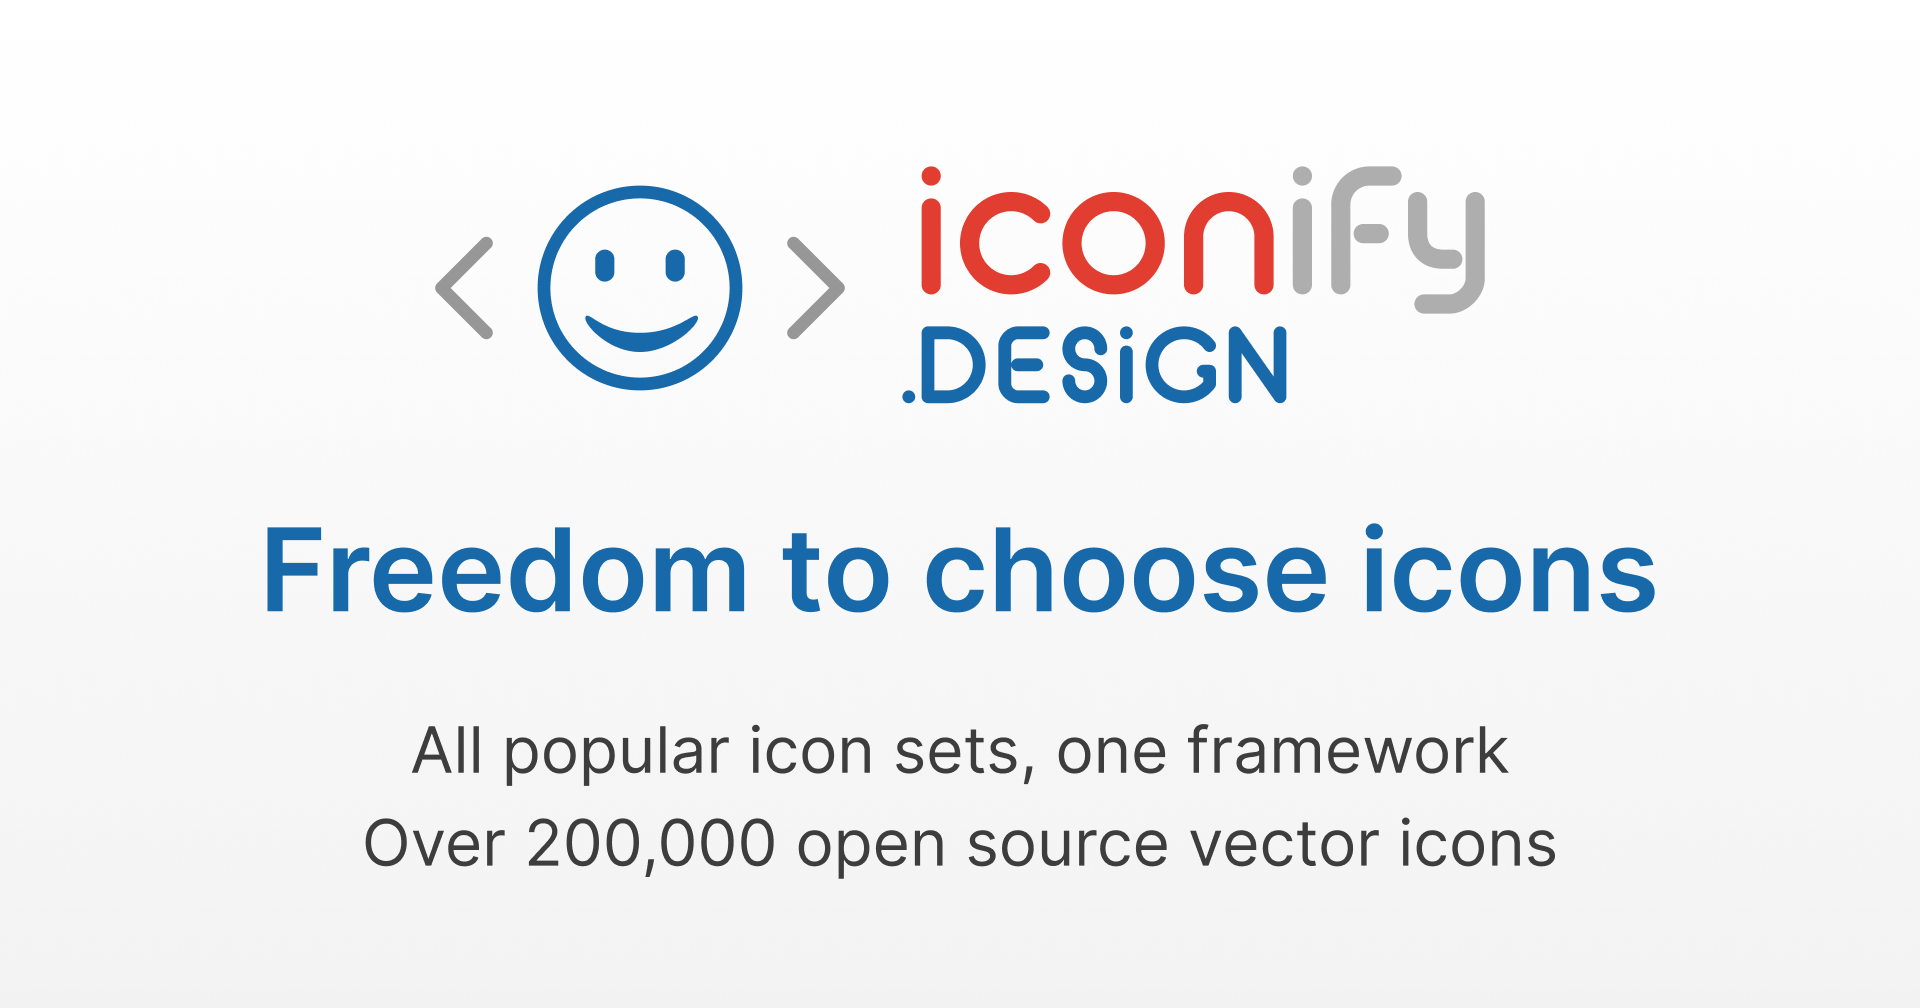 iconify
.DESiGN
Freedom to choose icons
All popular icon sets, one framework
Over 200,000 open source vector icons